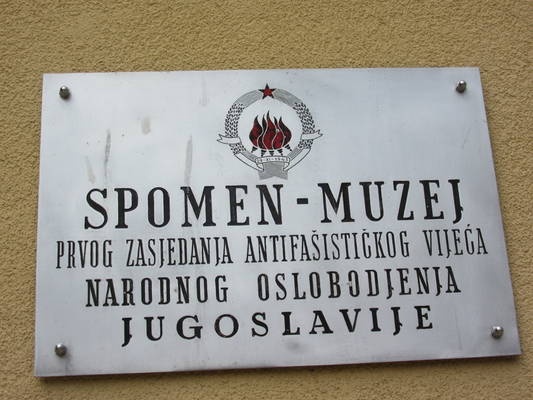 SPOMEN-MUZEJ
PRVOG ZASJEDANJA ANTIFAŠISTIČKOG VIJEĆA
NARODNOG OSLOBODJENJA
JUGOSLAVIJE